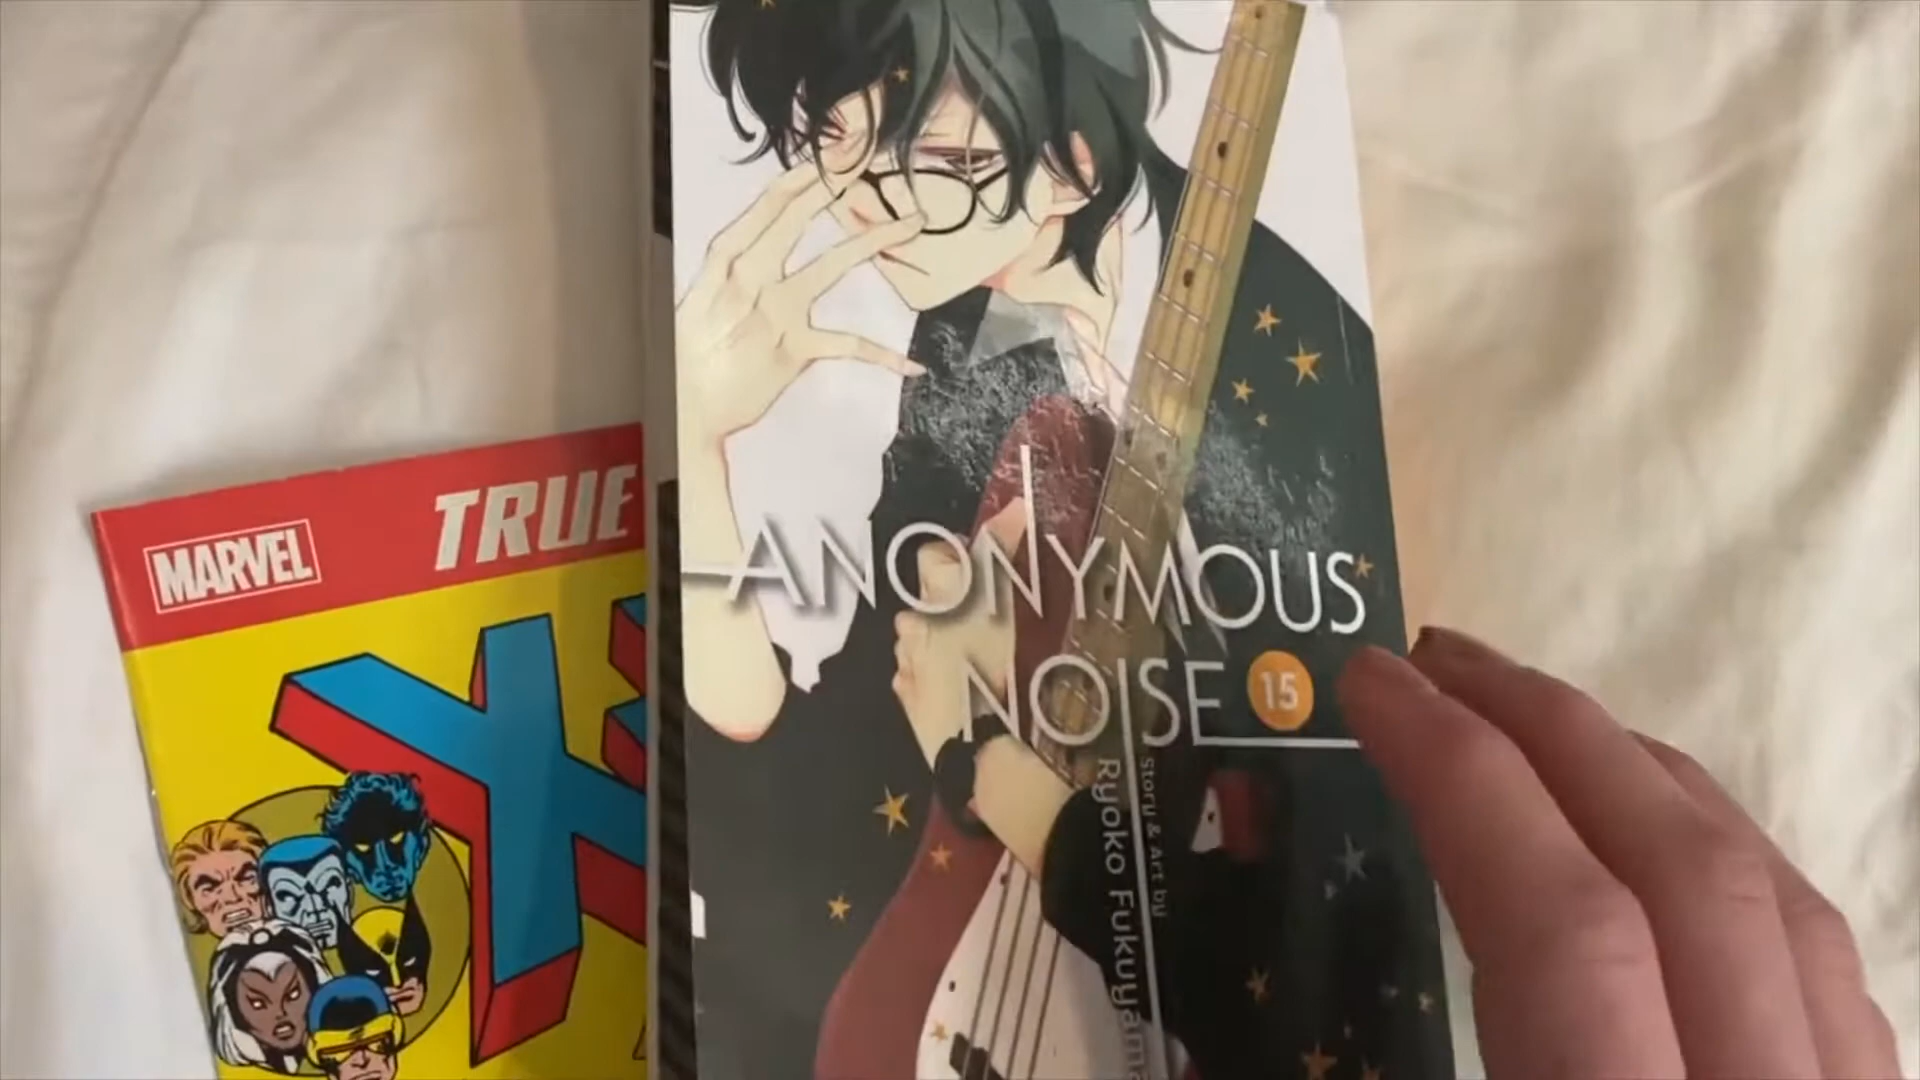 MARVEL
TRUE
X
ANONYMOUS
NOISE 15
Story & Art by
Ryoko Fukuyama